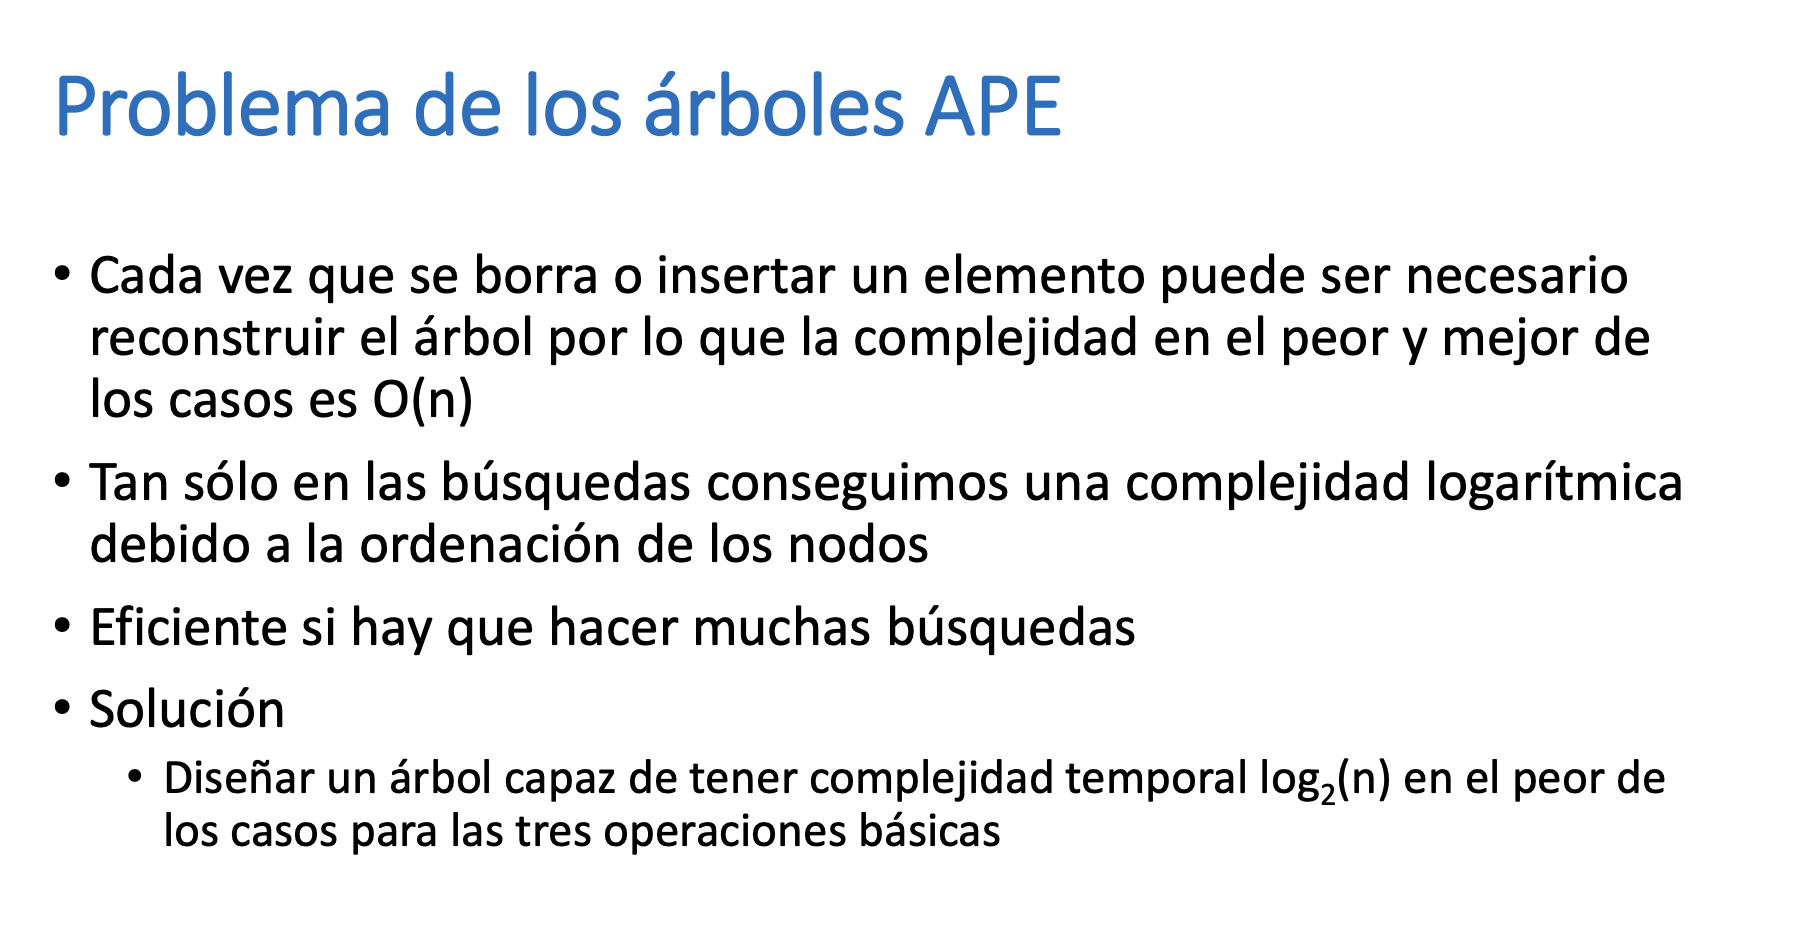 Problema de los árboles APE
• Cada vez que se borra o insertar un elemento puede ser necesario
reconstruir el árbol por lo que la complejidad en el peor y mejor de
los casos es O(n)
• Tan sólo en las búsquedas conseguimos una complejidad logarítmica
debido a la ordenación de los nodos
• Eficiente si hay que hacer muchas búsquedas
• Solución
• Diseñar un árbol capaz de tener complejidad temporal log₂(n) en el peor de
los casos para las tres operaciones básicas